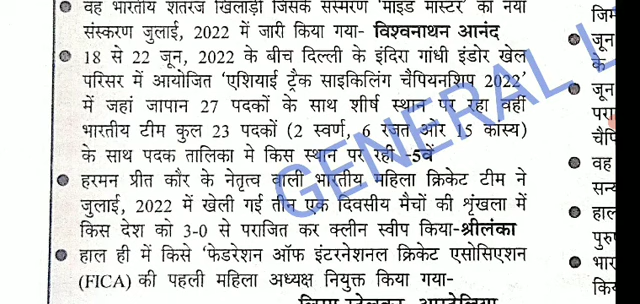 वह भारतीय शतरंज खिलाड़ी जिसके संस्मरण 'माइंड मास्टर' का नया
संस्करण जुलाई, 2022 में जारी किया गया- विश्वनाथन आनंद
18 से 22 जून, 2022 के बीच दिल्ली के इंदिरा गांधी इंडोर खेल
परिसर में आयोजित 'एशियाई ट्रैक साइकिलिंग चैंपियनशिप 2022'
में जहां जापान 27 पदकों के साथ शीर्ष स्थान पर रहा वहीं
भारतीय टीम कुल 23 पदकों (2 स्वर्ण, 6 रजत और 15 कांस्य)
के साथ पदक तालिका मे किस स्थान पर रही -5वें
हरमन प्रीत कौर के नेतृत्व वाली भारतीय महिला क्रिकेट टीम ने
जुलाई, 2022 में खेली गई तीन एक दिवसीय मैचों की शृंखला में
किस देश को 3-0 से पराजित कर क्लीन स्वीप किया-श्रीलंका
हाल ही में किसे 'फेडरेशन ऑफ इंटरनेशनल क्रिकेट एसोसिएशन
(FICA) की पहली महिला अध्यक्ष नियुक्त किया गया-
GENERAL
जून
के
जून
वह
हाल